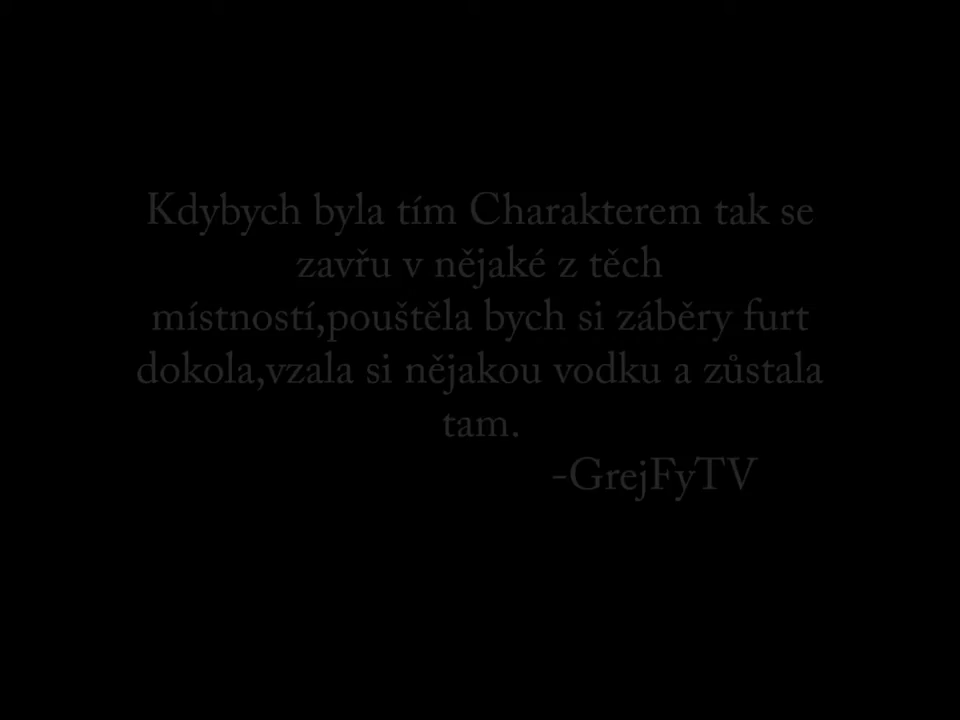 Kdybych byla tím Charakterem tak se
zavřu v nějaké z těch
místností,pouštěla bych si záběry furt
dokola,vzala si nějakou vodku a zůstala
tam.
-GrejFyTV